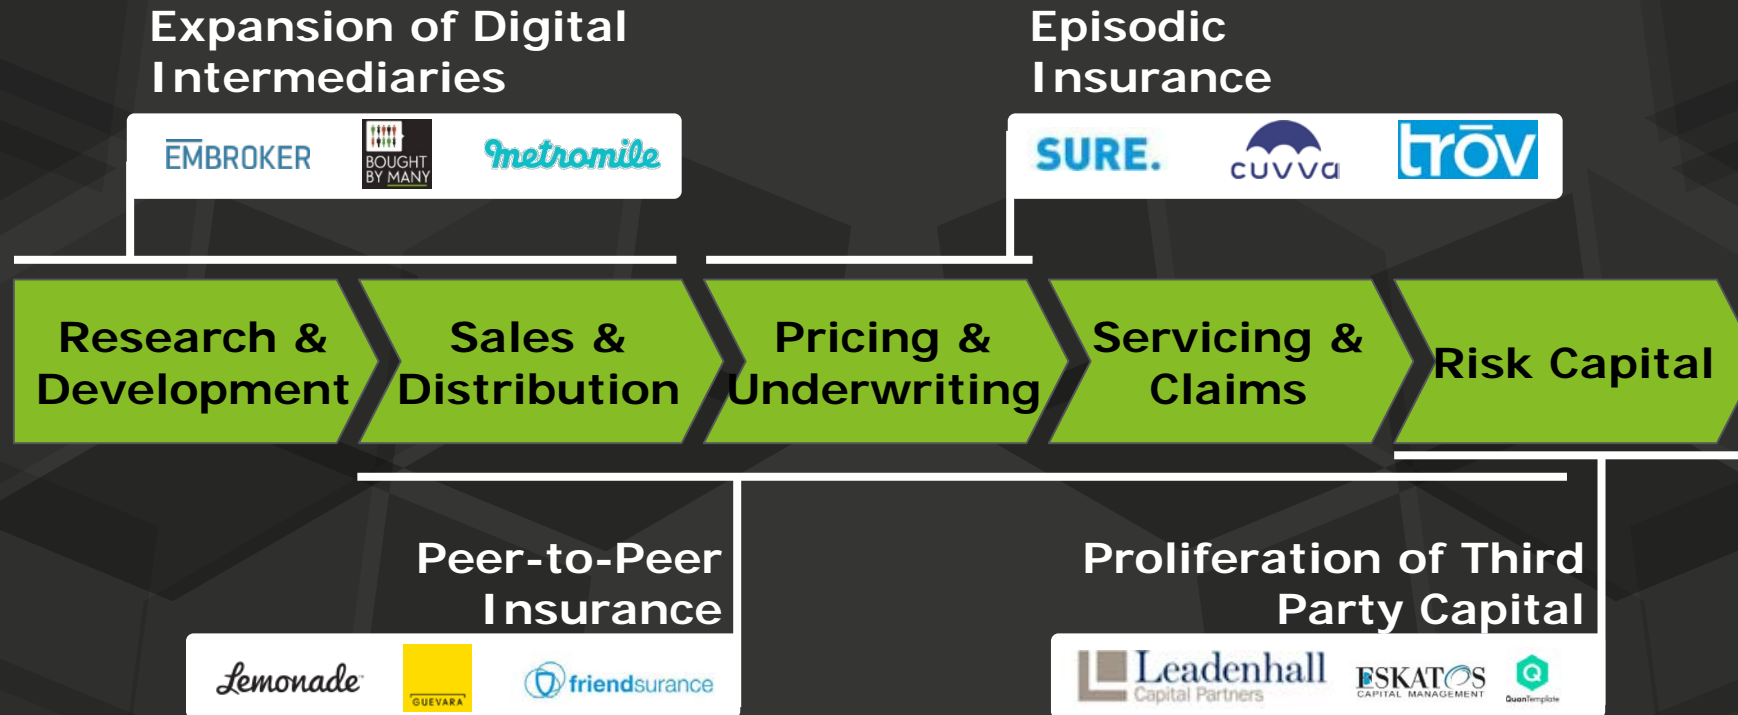 Expansion of Digital
Intermediaries
EMBROKER
BOUGHT
BY MANY
metromile
Episodic
Insurance
SURE.
cuvva
trōv
Research &
Development
Sales &
Distribution
Pricing &
Underwriting
Servicing &
Claims
Risk Capital
Peer-to-Peer
Insurance
Lemonade
GUEVARA
friendsurance
Proliferation of Third
Party Capital
Leadenhall
Capital Partners
ESKATOS
CAPITAL MANAGEMENT
QuanTemplate